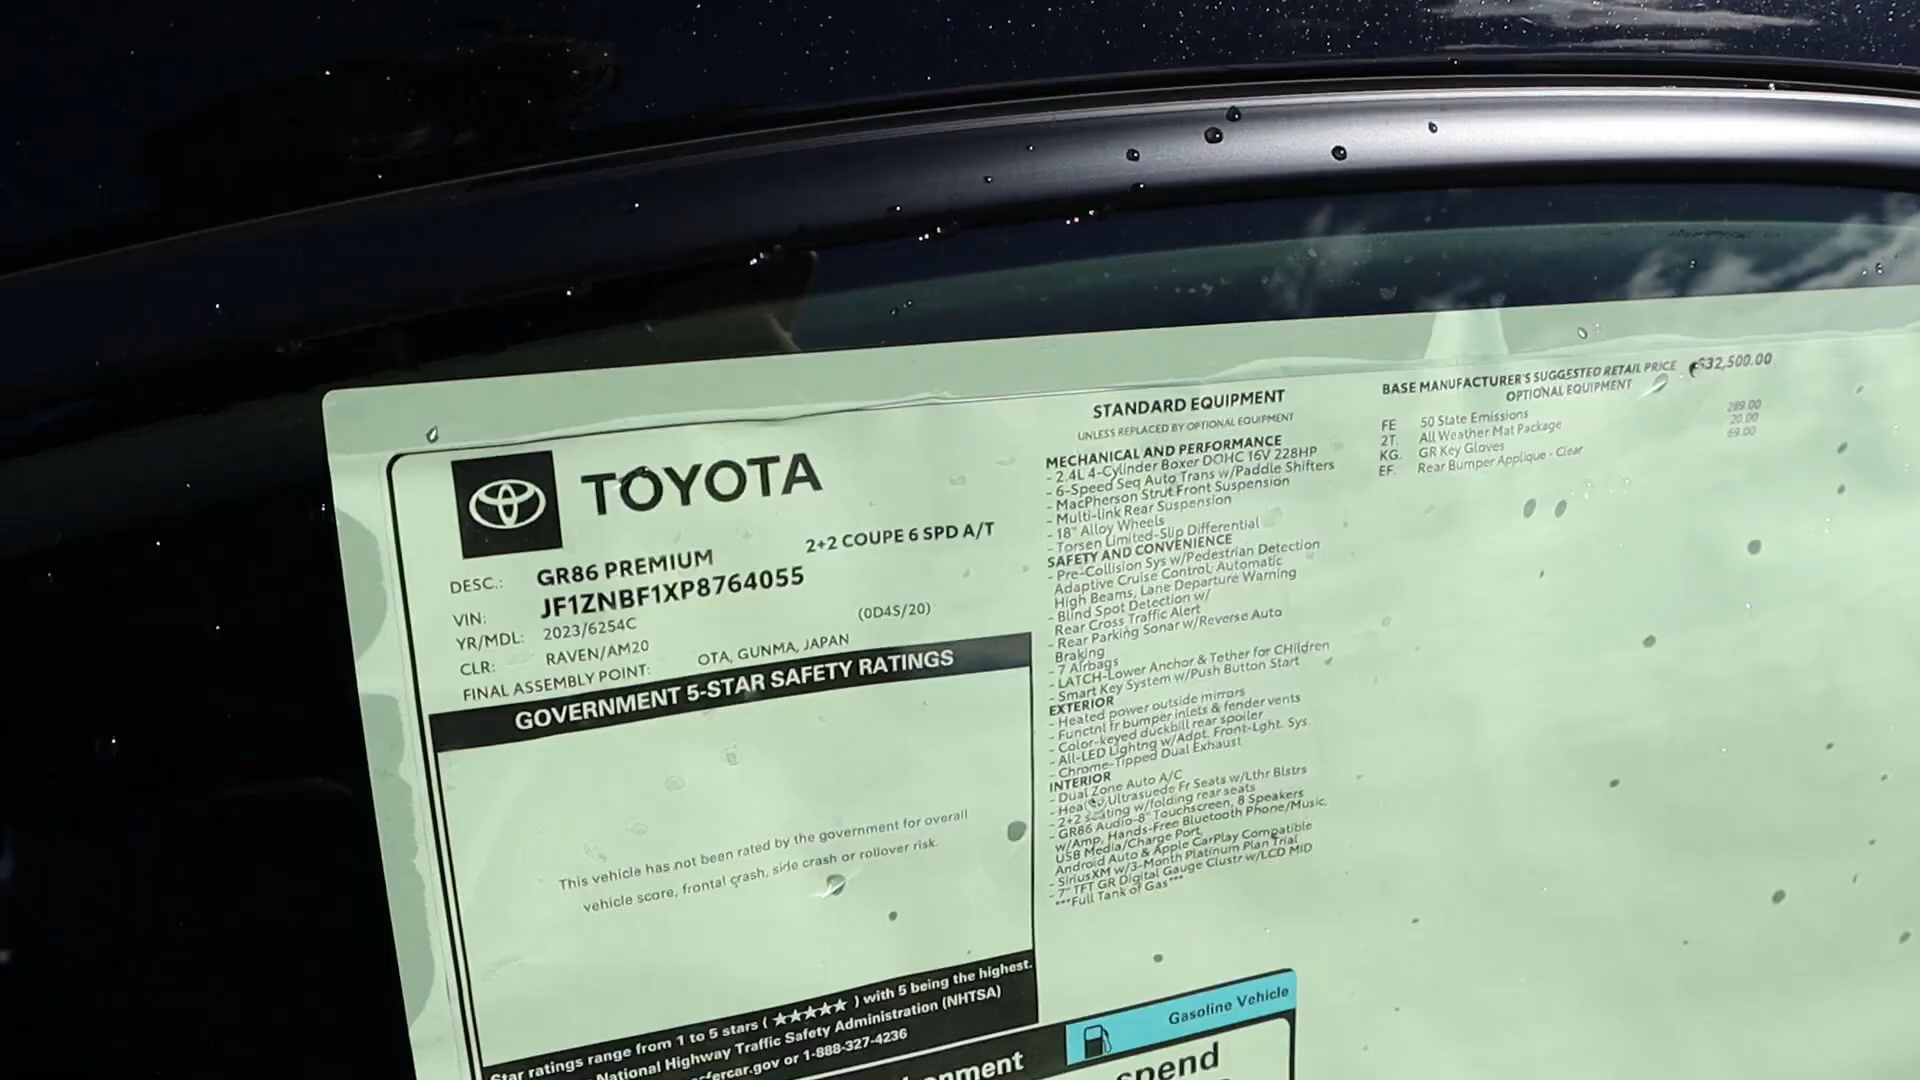 TOYOTA
DESC.: GR86 PREMIUM 2+2 COUPE 6 SPD A/T
VIN: JF1ZNBF1XP8764055
YR/MDL: 2023/6254C (0D4S/20)
CLR: RAVEN/AM20
FINAL ASSEMBLY POINT: OTA, GUNMA, JAPAN
GOVERNMENT 5-STAR SAFETY RATINGS
This vehicle has not been rated by the government for overall
vehicle score, frontal crash, side crash or rollover risk.
Star ratings range from 1 to 5 stars (★★★★★) with 5 being the highest.
National Highway Traffic Safety Administration (NHTSA)
fercar.gov or 1-888-327-4236
STANDARD EQUIPMENT
UNLESS REPLACED BY OPTIONAL EQUIPMENT
MECHANICAL AND PERFORMANCE
- 2.4L 4-Cylinder Boxer DOHC 16V 228HP
- 6-Speed Seq Auto Trans w/Paddle Shifters
- MacPherson Strut Front Suspension
- Multi-link Rear Suspension
- 18" Alloy Wheels
- Torsen Limited-Slip Differential
SAFETY AND CONVENIENCE
- Pre-Collision Sys w/Pedestrian Detection
Adaptive Cruise Control, Automatic
High Beams, Lane Departure Warning
- Blind Spot Detection w/
Rear Cross Traffic Alert
- Rear Parking Sonar w/Reverse Auto
Braking
- 7 Airbags
- LATCH-Lower Anchor & Tether for CHildren
- Smart Key System w/Push Button Start
EXTERIOR
- Heated power outside mirrors
- Functnl fr bumper inlets & fender vents
- Color-keyed duckbill rear spoiler
- All-LED Lightng w/Adpt. Front-Lght. Sys.
- Chrome-Tipped Dual Exhaust
INTERIOR
- Dual Zone Auto A/C
- Heated Ultrasuede Fr Seats w/Lthr Blstrs
- 2+2 seating w/folding rear seats
- GR86 Audio-8" Touchscreen, 8 Speakers
w/Amp, Hands-Free Bluetooth Phone/Music,
USB Media/Charge Port,
Android Auto & Apple CarPlay Compatible
- SiriusXM w/3-Month Platinum Plan Trial
- 7" TFT GR Digital Gauge Clustr w/LCD MID
***Full Tank of Gas***
BASE MANUFACTURER'S SUGGESTED RETAIL PRICE $32,500.00
OPTIONAL EQUIPMENT
FE 50 State Emissions
2T. All Weather Mat Package 289.00
KG. GR Key Gloves 20.00
EF. Rear Bumper Applique - Clear 69.00
Gasoline Vehicle
onment
spend